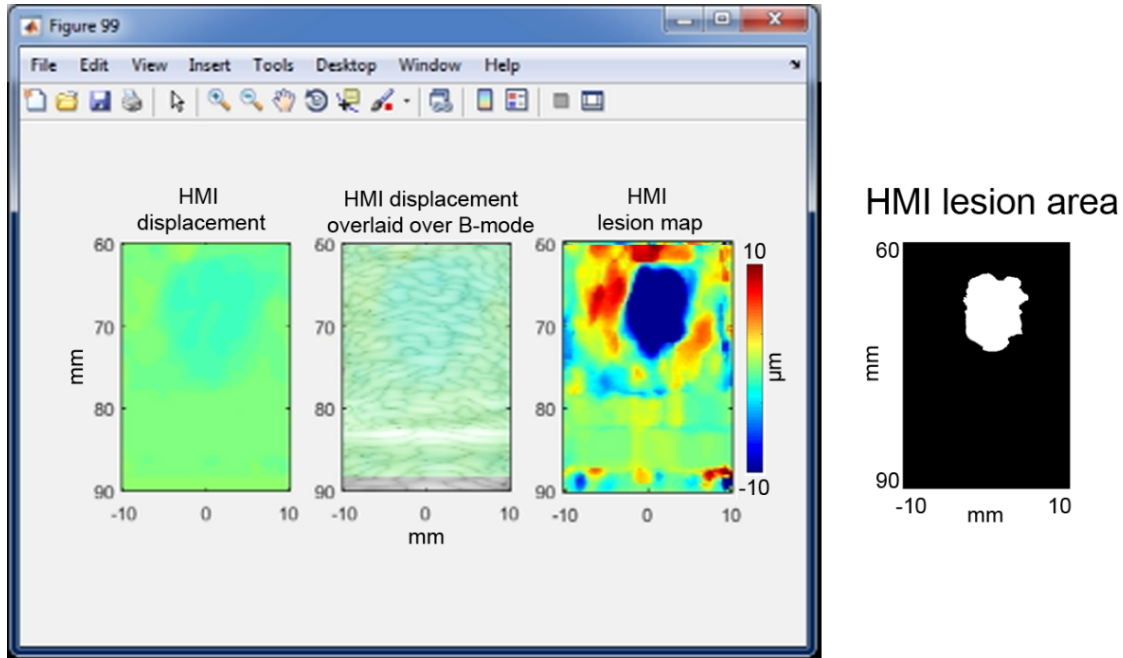 Figure 99
File Edit View Insert Tools Desktop Window Help
HMI
displacement
HMI displacement
overlaid over B-mode
HMI
lesion map
HMI lesion area
60
70
80
90
mm
-10 0 10
60
70
80
90
-10 0 10
mm
60
70
80
90
-10 0 10
10
µm
-10
60
mm
90
-10 mm 10